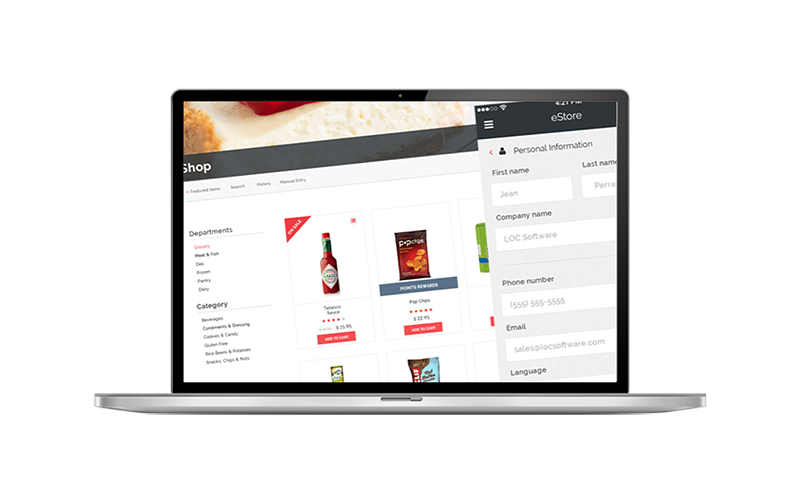 Shop
+ Featured Items Search History Manual Entry
Departments
Grocery
Meat & Fish
Deli
Frozen
Pantry
Dairy
Category
Beverages
Condiments & Dressing
Cookies & Candy
Gluten Free
Rice Beans & Potatoes
Snacks, Chips & Nuts
ON SALE
Tabasco
Sauce
$ 15.95
ADD TO CART
popchips
POINTS REWARDS
Pop Chips
$ 22.95
ADD TO CART
CLIF
4:21 PM
eStore
Personal Information
First name
Last name
Jean
Perra
Company name
LOC Software
Phone number
(555) 555-5555
Email
sales@locsoftware.com
Language